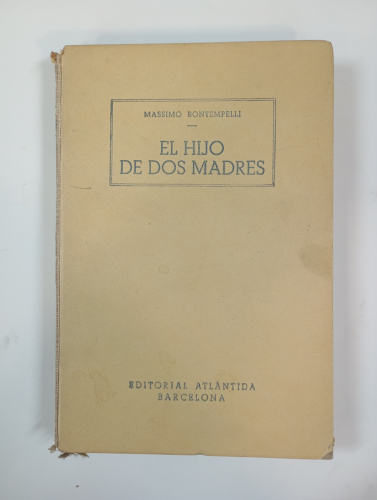 MASSIMO BONTEMPELLI
EL HIJO
DE DOS MADRES
EDITORIAL ATLÁNTIDA
BARCELONA